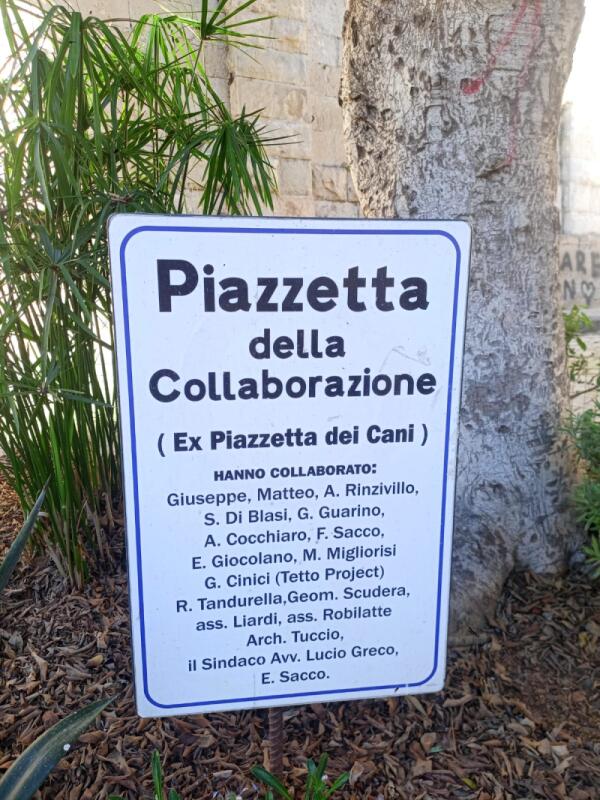 Piazzetta
della
Collaborazione
( Ex Piazzetta dei Cani )
HANNO COLLABORATO:
Giuseppe, Matteo, A. Rinzivillo,
S. Di Blasi, G. Guarino,
A. Cocchiaro, F. Sacco,
E. Giocolano, M. Migliorisi
G. Cinici (Tetto Project)
R. Tandurella,Geom. Scudera,
ass. Liardi, ass. Robilatte
Arch. Tuccio,
il Sindaco Avv. Lucio Greco,
E. Sacco.